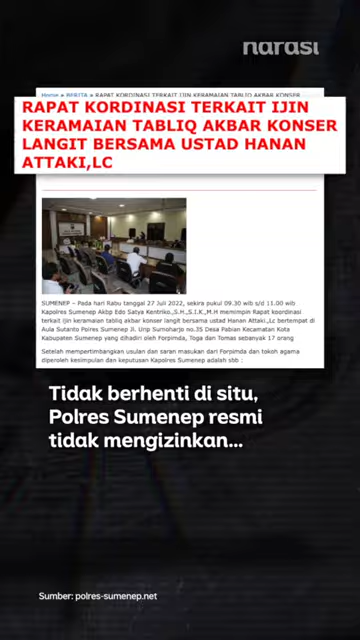 narasi
Home » BERITA » RAPAT KORDINASI TERKAIT IJIN KERAMAIAN TABLIQ AKBAR KONSER
RAPAT KORDINASI TERKAIT IJIN
KERAMAIAN TABLIQ AKBAR KONSER
LANGIT BERSAMA USTAD HANAN
ATTAKI,LC
SUMENEP – Pada hari Rabu tanggal 27 Juli 2022, sekira pukul 09.30 wib s/d 11.00 wib
Kapolres Sumenep Akbp Edo Satya Kentriko,.S.H.,S.I.K.,M.H memimpin Rapat koordinasi
terkait ijin keramaian tabliq akbar konser langit bersama ustad Hanan Attaki,.Lc bertempat di
Aula Sutanto Polres Sumenep Jl. Urip Sumoharjo no.35 Desa Pabian Kecamatan Kota
Kabupaten Sumenep yang dihadiri oleh Forpimda, Toga dan Tomas sebanyak 17 orang
Setelah mempertimbangkan usulan dan saran masukan dari Forpimda dan tokoh agama
diperoleh kesimpulan dan keputusan Kapolres Sumenep adalah sbb :
Tidak berhenti di situ,
Polres Sumenep resmi
tidak mengizinkan...
Sumber: polres-sumenep.net